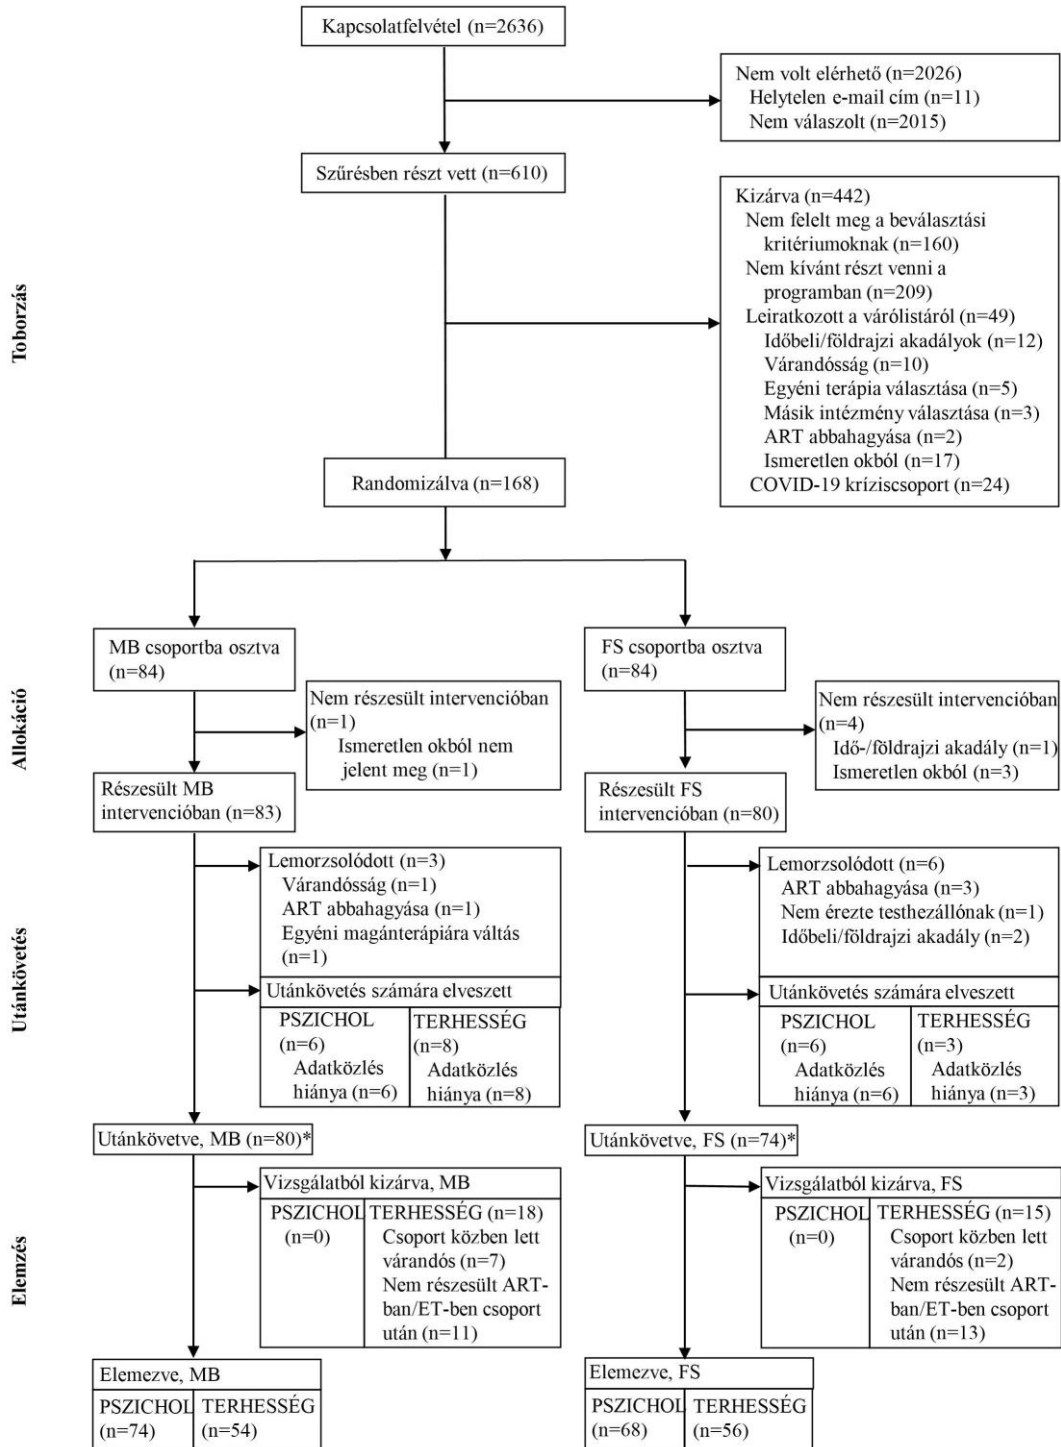 Kapcsolatfelvétel (n=2636)
Nem volt elérhető (n=2026)
Helytelen e-mail cím (n=11)
Nem válaszolt (n=2015)
Szűrésben részt vett (n=610)
Toborzás
Kizárva (n=442)
Nem felelt meg a beválasztási
kritériumoknak (n=160)
Nem kívánt részt venni a
programban (n=209)
Leiratkozott a várólistáról (n=49)
Időbeli/földrajzi akadályok (n=12)
Várandósság (n=10)
Egyéni terápia választása (n=5)
Másik intézmény választása (n=3)
ART abbahagyása (n=2)
Ismeretlen okból (n=17)
COVID-19 kríziscsoport (n=24)
Randomizálva (n=168)
Allokáció
MB csoportba osztva
(n=84)
Nem részesült intervencióban
(n=1)
Ismeretlen okból nem
jelent meg (n=1)
Részesült MB
intervencióban (n=83)
FS csoportba osztva
(n=84)
Nem részesült intervencióban
(n=4)
Idő-/földrajzi akadály (n=1)
Ismeretlen okból (n=3)
Részesült FS
intervencióban (n=80)
Utánkövetés
Lemorzsolódott (n=3)
Várandósság (n=1)
ART abbahagyása (n=1)
Egyéni magánterápiára váltás
(n=1)
Utánkövetés számára elveszett
PSZICHOL
(n=6)
Adatközlés
hiánya (n=6)
TERHESSÉG
(n=8)
Adatközlés
hiánya (n=8)
Lemorzsolódott (n=6)
ART abbahagyása (n=3)
Nem érezte testhezállónak (n=1)
Időbeli/földrajzi akadály (n=2)
Utánkövetés számára elveszett
PSZICHOL
(n=6)
Adatközlés
hiánya (n=6)
TERHESSÉG
(n=3)
Adatközlés
hiánya (n=3)
Utánkövetve, MB (n=80)*
Utánkövetve, FS (n=74)*
Elemzés
Vizsgálatból kizárva, MB
PSZICHOL
(n=0)
TERHESSÉG (n=18)
Csoport közben lett
várandós (n=7)
Nem részesült ART-
ban/ET-ben csoport
után (n=11)
Vizsgálatból kizárva, FS
PSZICHOL
(n=0)
TERHESSÉG (n=15)
Csoport közben lett
várandós (n=2)
Nem részesült ART-
ban/ET-ben csoport
után (n=13)
Elemezve, MB
PSZICHOL
(n=74)
TERHESSÉG
(n=54)
Elemezve, FS
PSZICHOL
(n=68)
TERHESSÉG
(n=56)